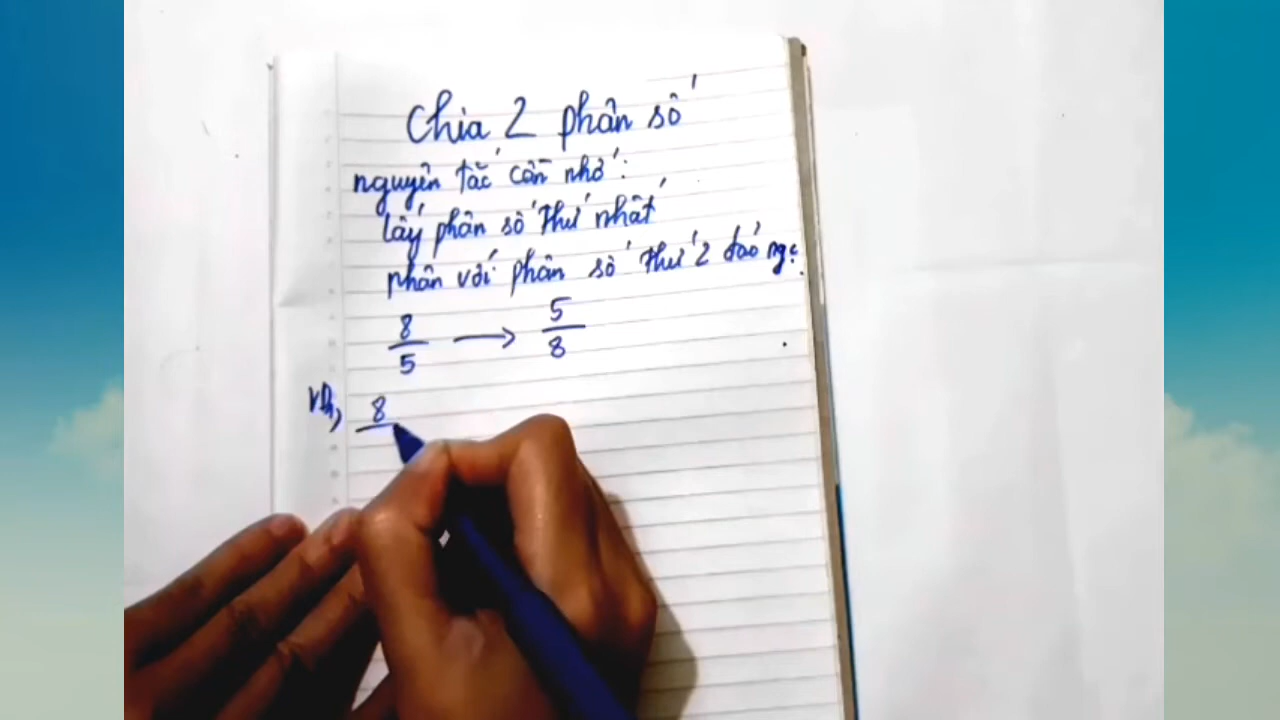 Chia 2 phân số
nguyên tắc cần nhớ:
lấy phân số thứ nhất
nhân với phân số thứ 2 đảo ng:
8/5 → 5/8
VD, 8